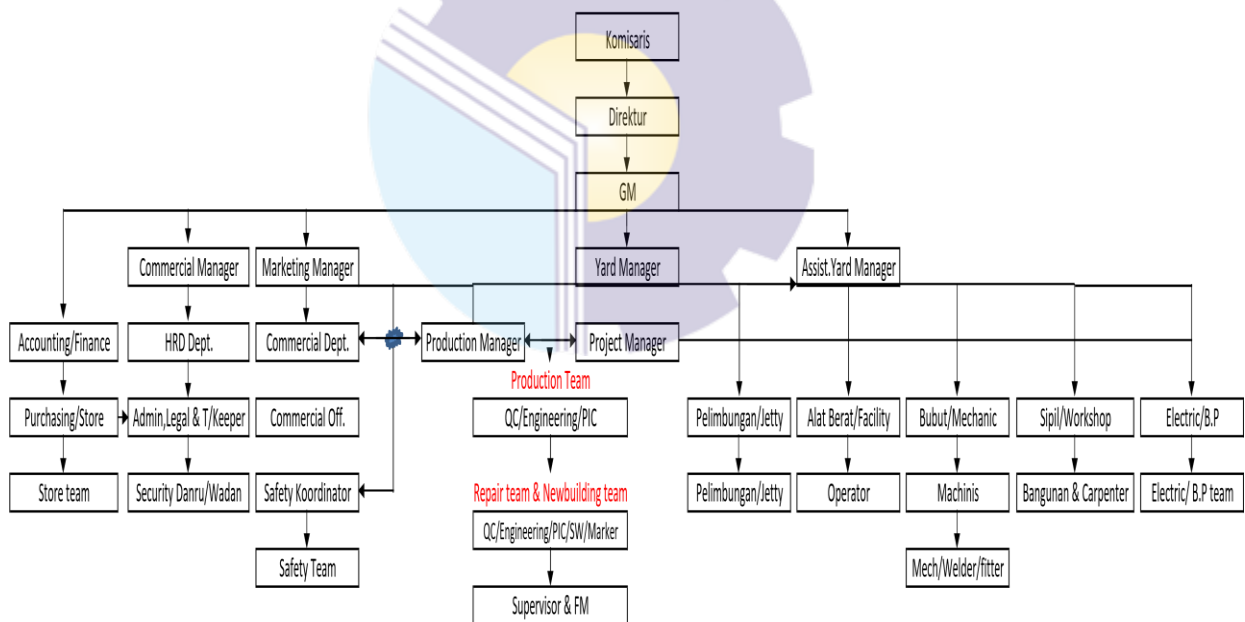 Komisaris
Direktur
GM
Commercial Manager
Marketing Manager
Yard Manager
Assist.Yard Manager
Accounting/Finance
HRD Dept.
Commercial Dept.
Production Manager
Project Manager
Production Team
Purchasing/Store
Admin,Legal & T/Keeper
Commercial Off.
QC/Engineering/PIC
Pelimbungan/Jetty
Alat Berat/Facility
Bubut/Mechanic
Sipil/Workshop
Electric/B.P
Store team
Security Danru/Wadan
Safety Koordinator
Repair team & Newbuilding team
Pelimbungan/Jetty
Operator
Machinis
Bangunan & Carpenter
Electric/ B.P team
QC/Engineering/PIC/SW/Marker
Safety Team
Mech/Welder/fitter
Supervisor & FM